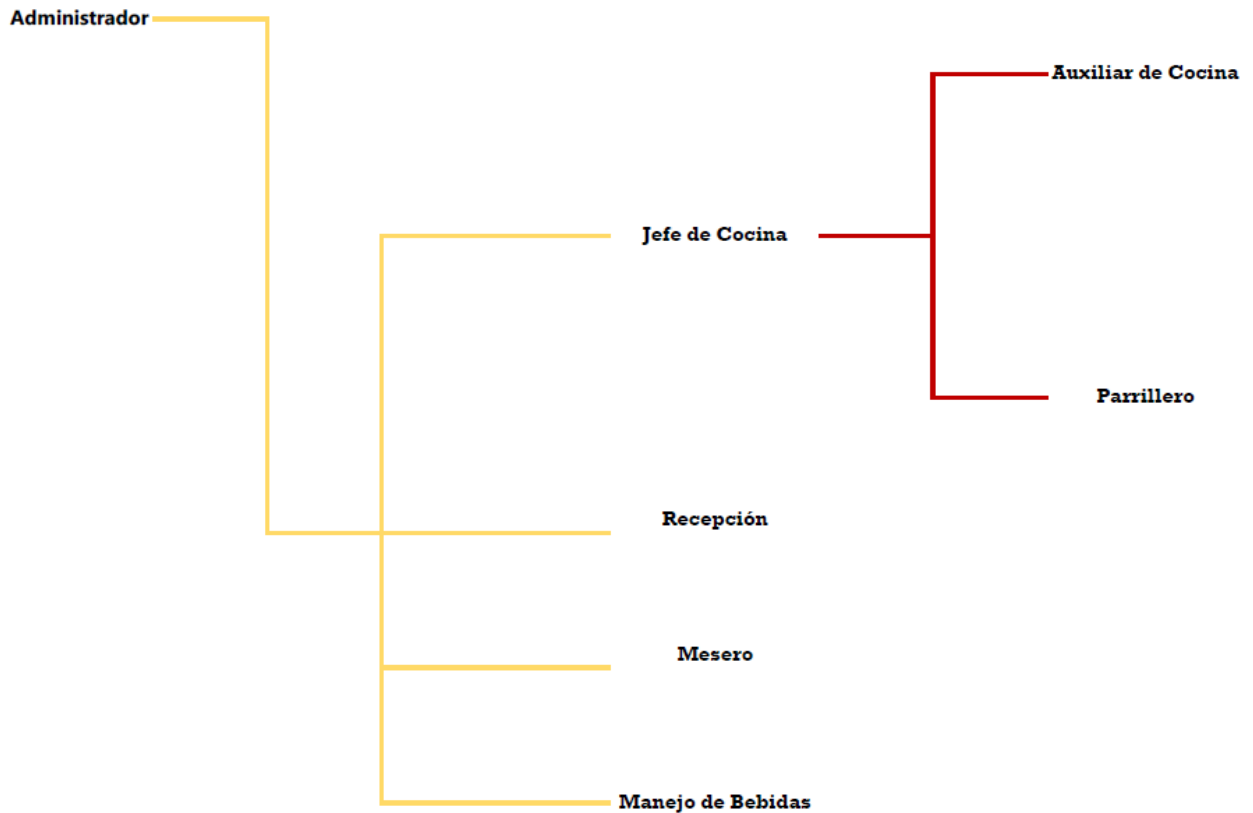 Administrador
Auxiliar de Cocina
Jefe de Cocina
Parrillero
Recepción
Mesero
Manejo de Bebidas